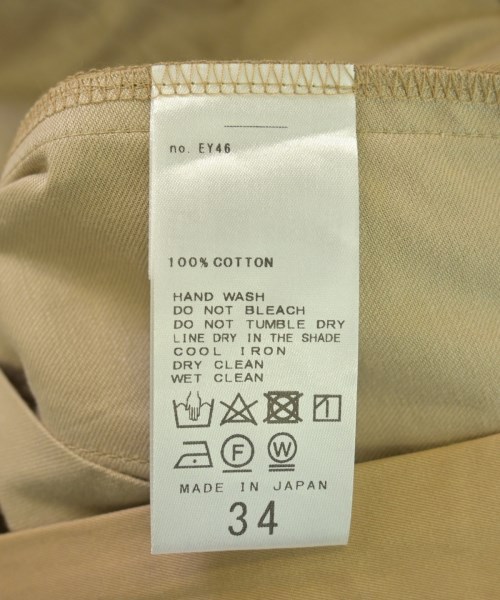 no. EY46
100% COTTON
HAND WASH
DO NOT BLEACH
DO NOT TUMBLE DRY
LINE DRY IN THE SHADE
COOL IRON
DRY CLEAN
WET CLEAN
F W
MADE IN JAPAN
34